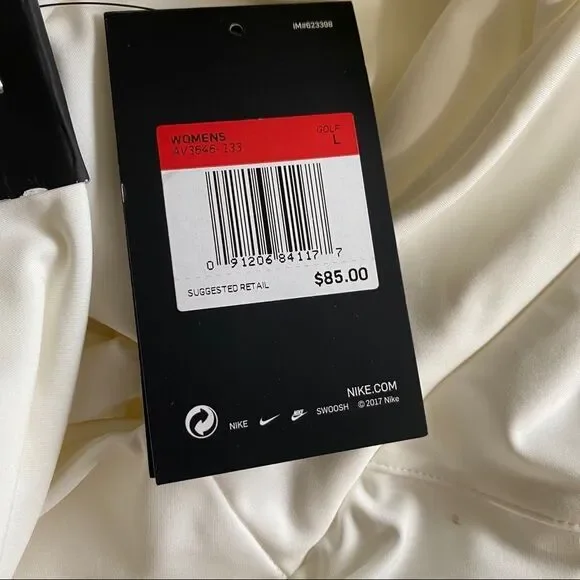 IM#623398
WOMENS GOLF
AV3646-133 L
0 91206 84117 7
SUGGESTED RETAIL $85.00
NIKE.COM
NIKE NIKE SWOOSH © 2017 Nike